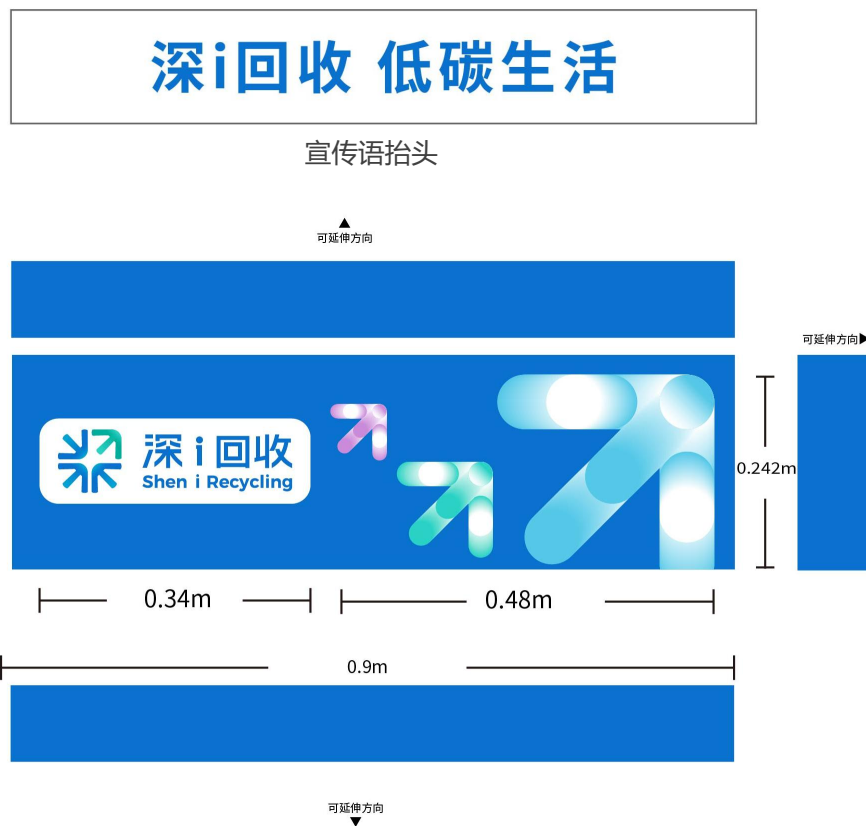 深i回收 低碳生活
宣传语抬头
▲
可延伸方向
可延伸方向▶
深i回收
Shen i Recycling
0.242m
0.34m
0.48m
0.9m
可延伸方向
▼